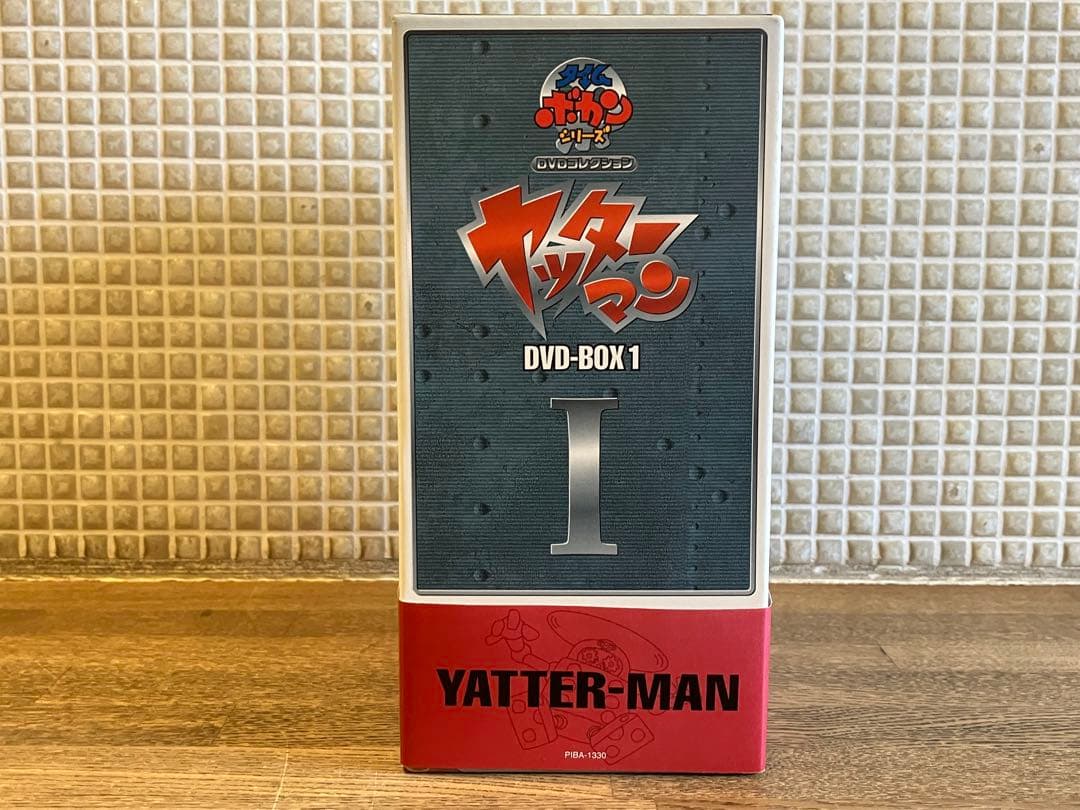 タイム
ボカン
シリーズ
DVDコレクション
ヤッター
マン
DVD-BOX 1
I
YATTER-MAN
PIBA-1330